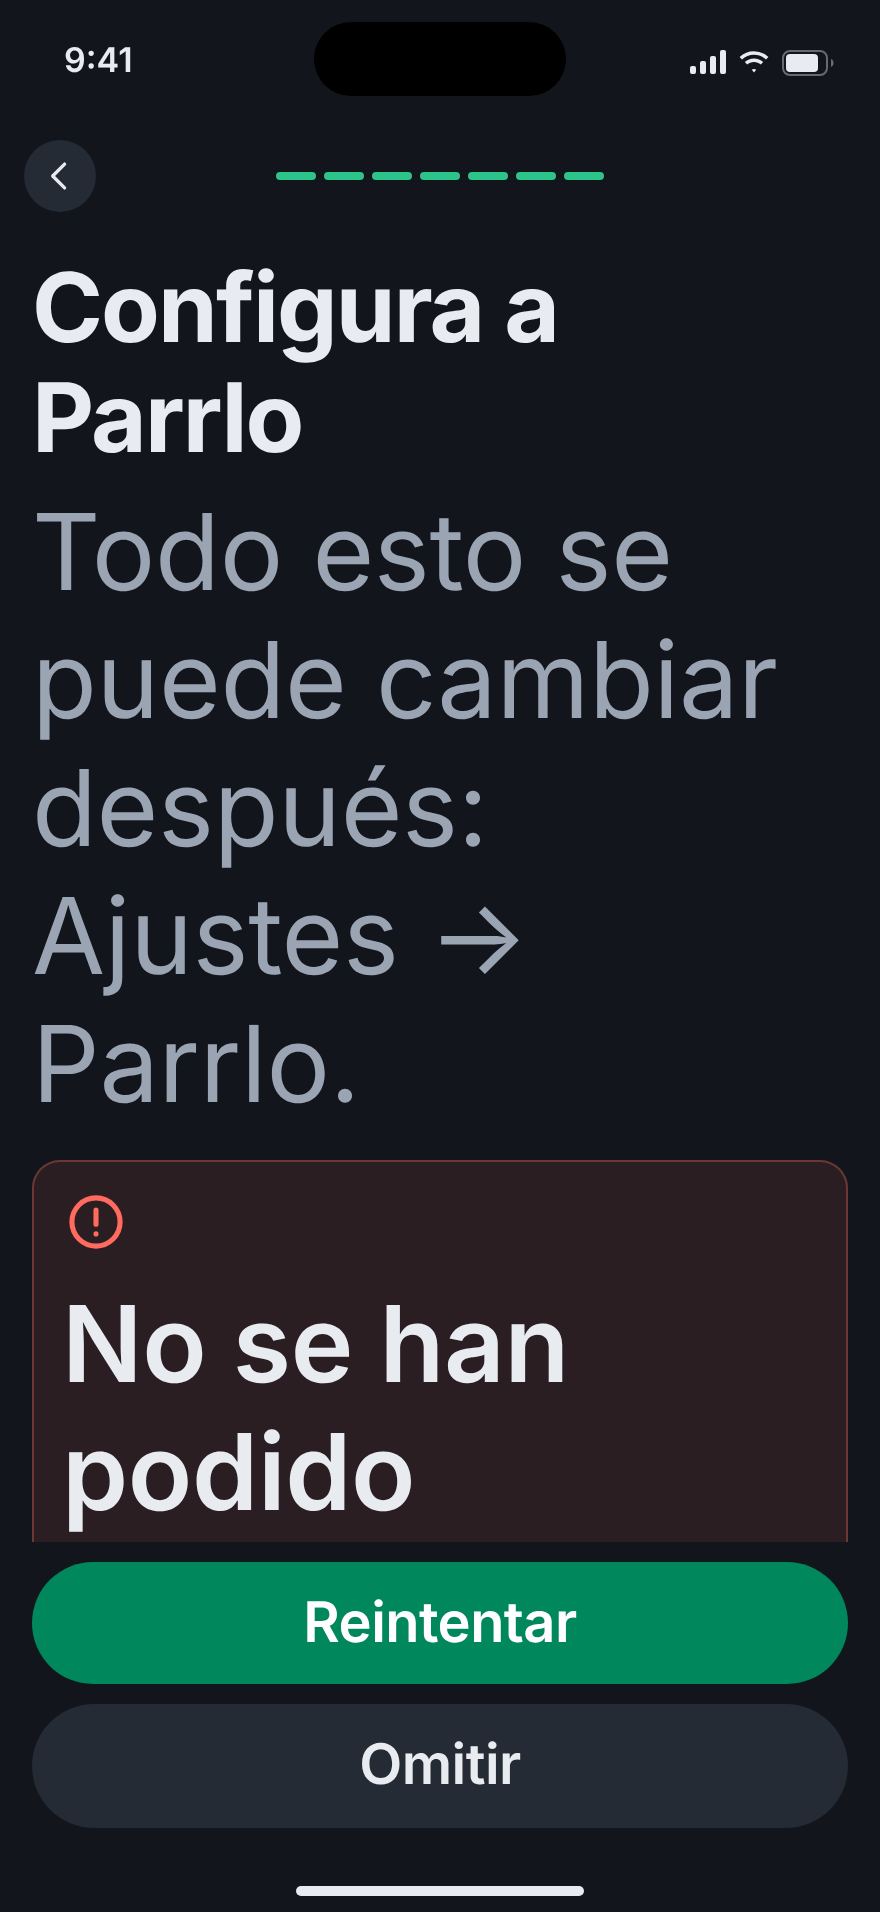 9:41
Configura a
Parrlo
Todo esto se
puede cambiar
después:
Ajustes →
Parrlo.
No se han
podido
Reintentar
Omitir